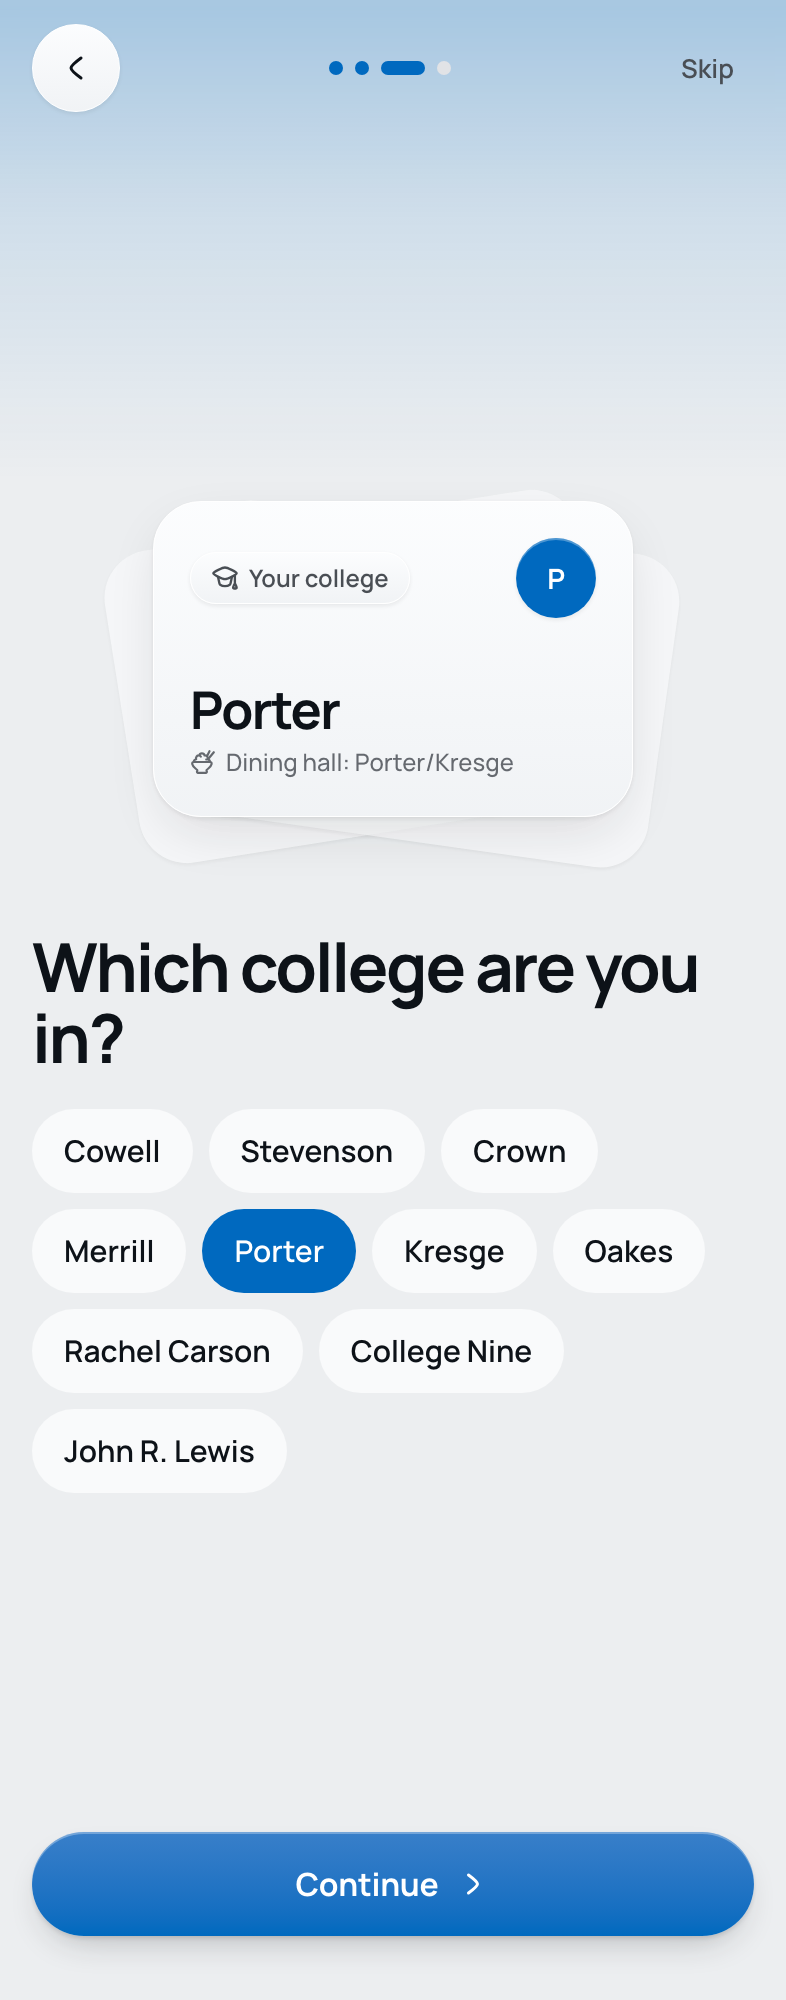 Skip
Your college
P
Porter
Dining hall: Porter/Kresge
Which college are you
in?
Cowell
Stevenson
Crown
Merrill
Porter
Kresge
Oakes
Rachel Carson
College Nine
John R. Lewis
Continue